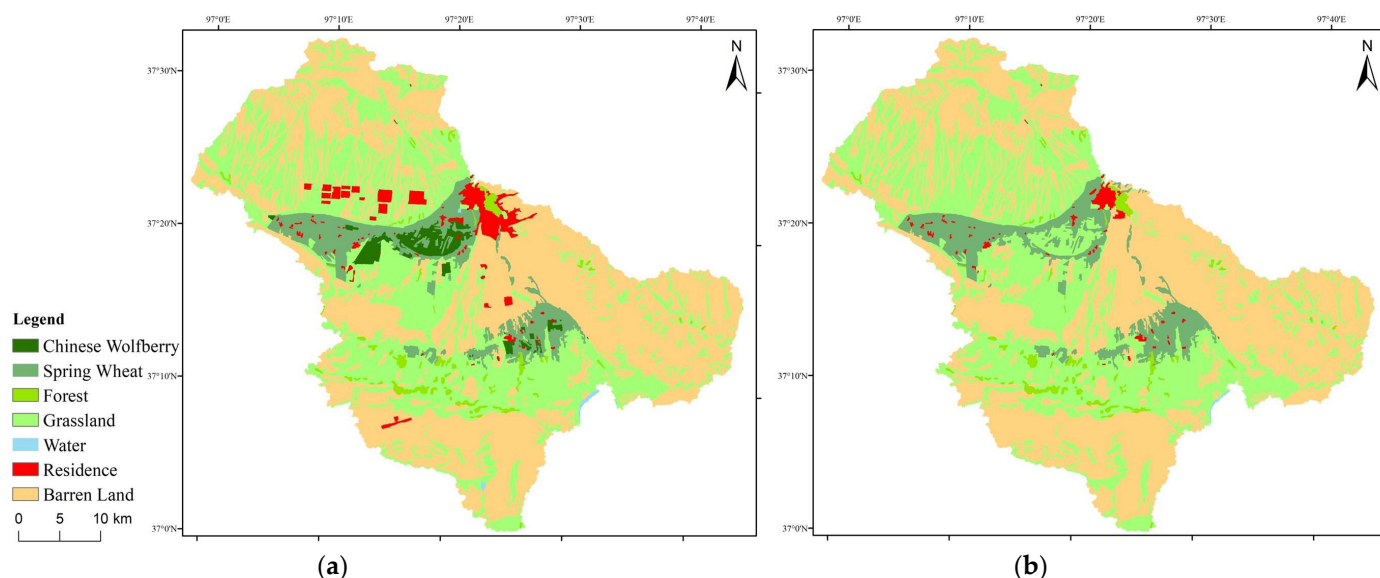 97°0'E 97°10'E 97°20'E 97°30'E 97°40'E
97°0'E 97°10'E 97°20'E 97°30'E 97°40'E
N
N
37°30'N
37°20'N
37°10'N
37°0'N
37°30'N
37°20'N
37°10'N
37°0'N
Legend
Chinese Wolfberry
Spring Wheat
Forest
Grassland
Water
Residence
Barren Land
0 5 10 km
(a)
(b)